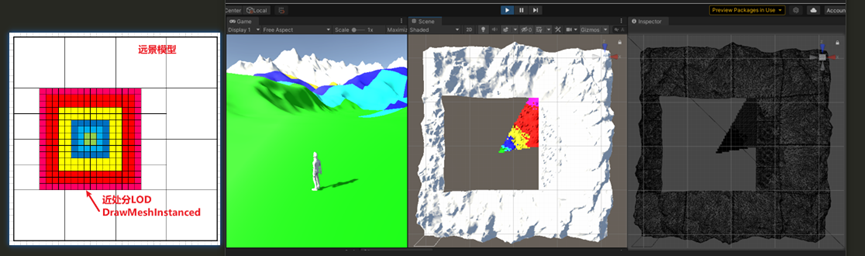 远景模型
近处分LOD
DrawMeshInstanced
Center
Local
Preview Packages in Use
Accoun
Game
Scene
Inspector
Display 1
Free Aspect
Scale
1x
Maximiz
Shaded
2D
Gizmos